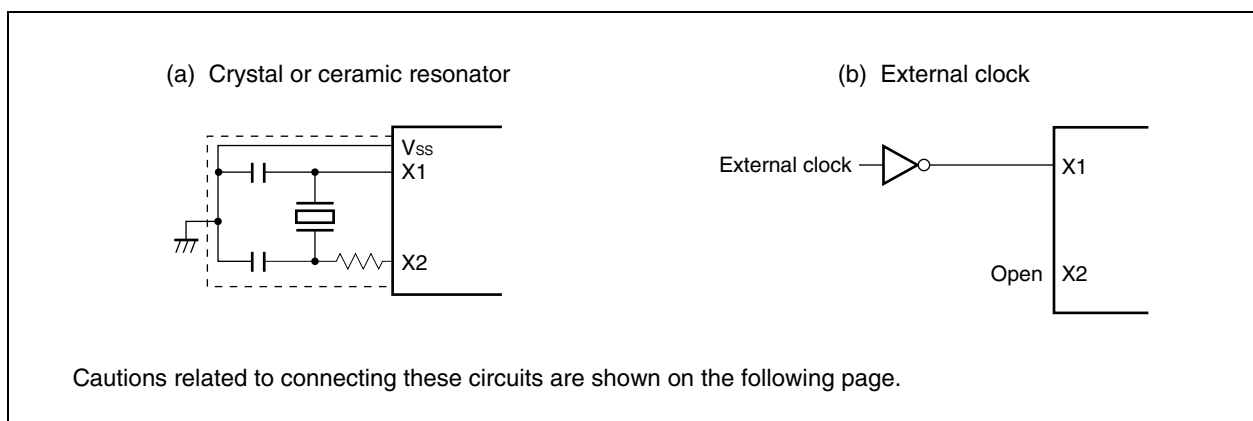 (a) Crystal or ceramic resonator
VSS
X1
X2
(b) External clock
External clock
X1
Open
X2
Cautions related to connecting these circuits are shown on the following page.